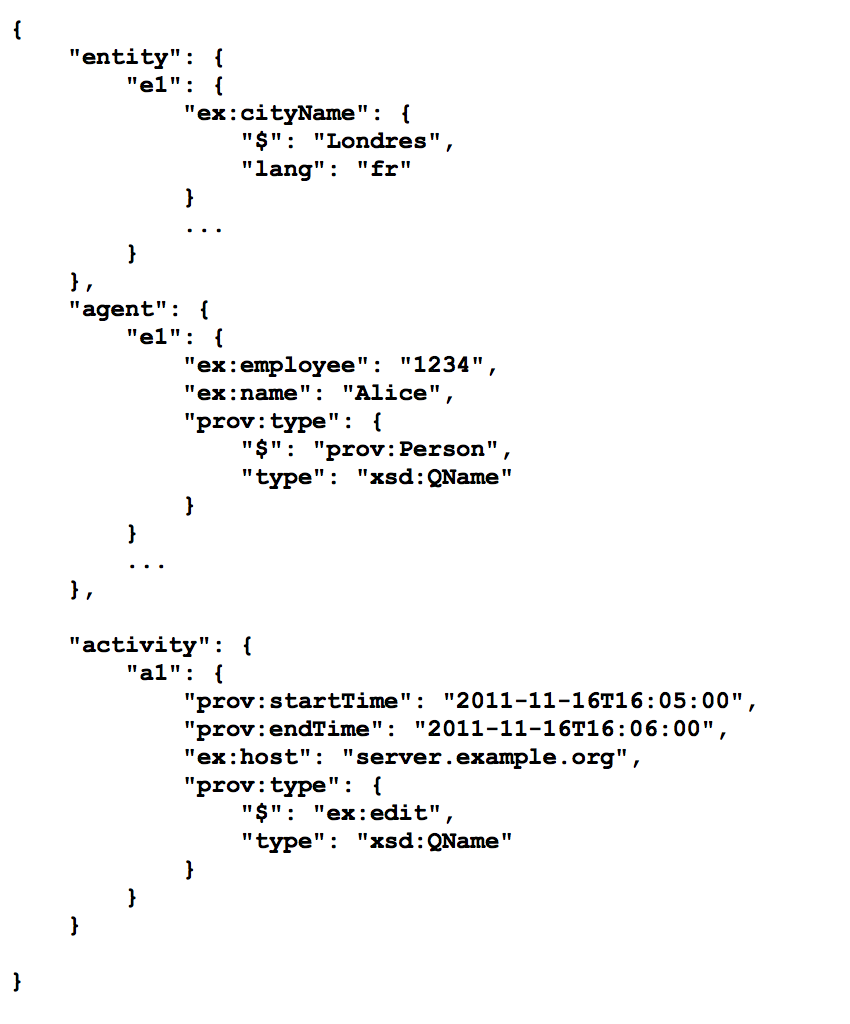 {
    "entity": {
        "e1": {
            "ex:cityName": {
                "$": "Londres",
                "lang": "fr"
            }
            ...
        }
    },
    "agent": {
        "e1": {
            "ex:employee": "1234",
            "ex:name": "Alice",
            "prov:type": {
                "$": "prov:Person",
                "type": "xsd:QName"
            }
        }
        ...
    },

    "activity": {
        "a1": {
            "prov:startTime": "2011-11-16T16:05:00",
            "prov:endTime": "2011-11-16T16:06:00",
            "ex:host": "server.example.org",
            "prov:type": {
                "$": "ex:edit",
                "type": "xsd:QName"
            }
        }
    }

}